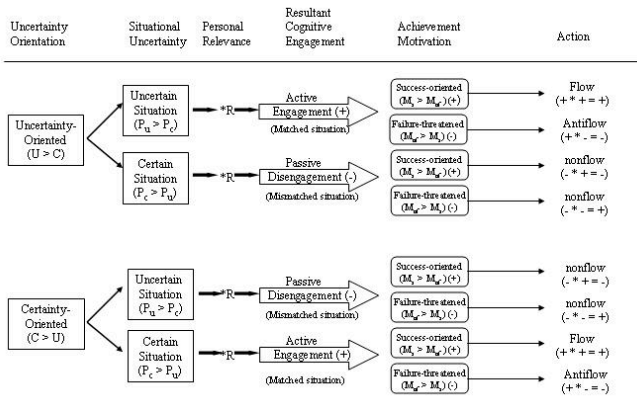 Uncertainty
Orientation
Situational
Uncertainty
Personal
Relevance
Resultant
Cognitive
Engagement
Achievement
Motivation
Action
Uncertainty-
Oriented
(U > C)
Uncertain
Situation
(Pu > Pc)
*R
Active
Engagement (+)
(Matched situation)
Success-oriented
(Ms > Maf) (+)
Flow
(+ * + = +)
Failure-threatened
(Maf > Ms) (-)
Antiflow
(+ * - = -)
Certain
Situation
(Pc > Pu)
*R
Passive
Disengagement (-)
(Mismatched situation)
Success-oriented
(Ms > Maf) (+)
nonflow
(- * + = -)
Failure-threatened
(Maf > Ms) (-)
nonflow
(- * - = +)
Certainty-
Oriented
(C > U)
Uncertain
Situation
(Pu > Pc)
*R
Passive
Disengagement (-)
(Mismatched situation)
Success-oriented
(Ms > Maf) (+)
nonflow
(- * + = -)
Failure-threatened
(Maf > Ms) (-)
nonflow
(- * - = +)
Certain
Situation
(Pc > Pu)
*R
Active
Engagement (+)
(Matched situation)
Success-oriented
(Ms > Maf) (+)
Flow
(+ * + = +)
Failure-threatened
(Maf > Ms) (-)
Antiflow
(+ * - = -)